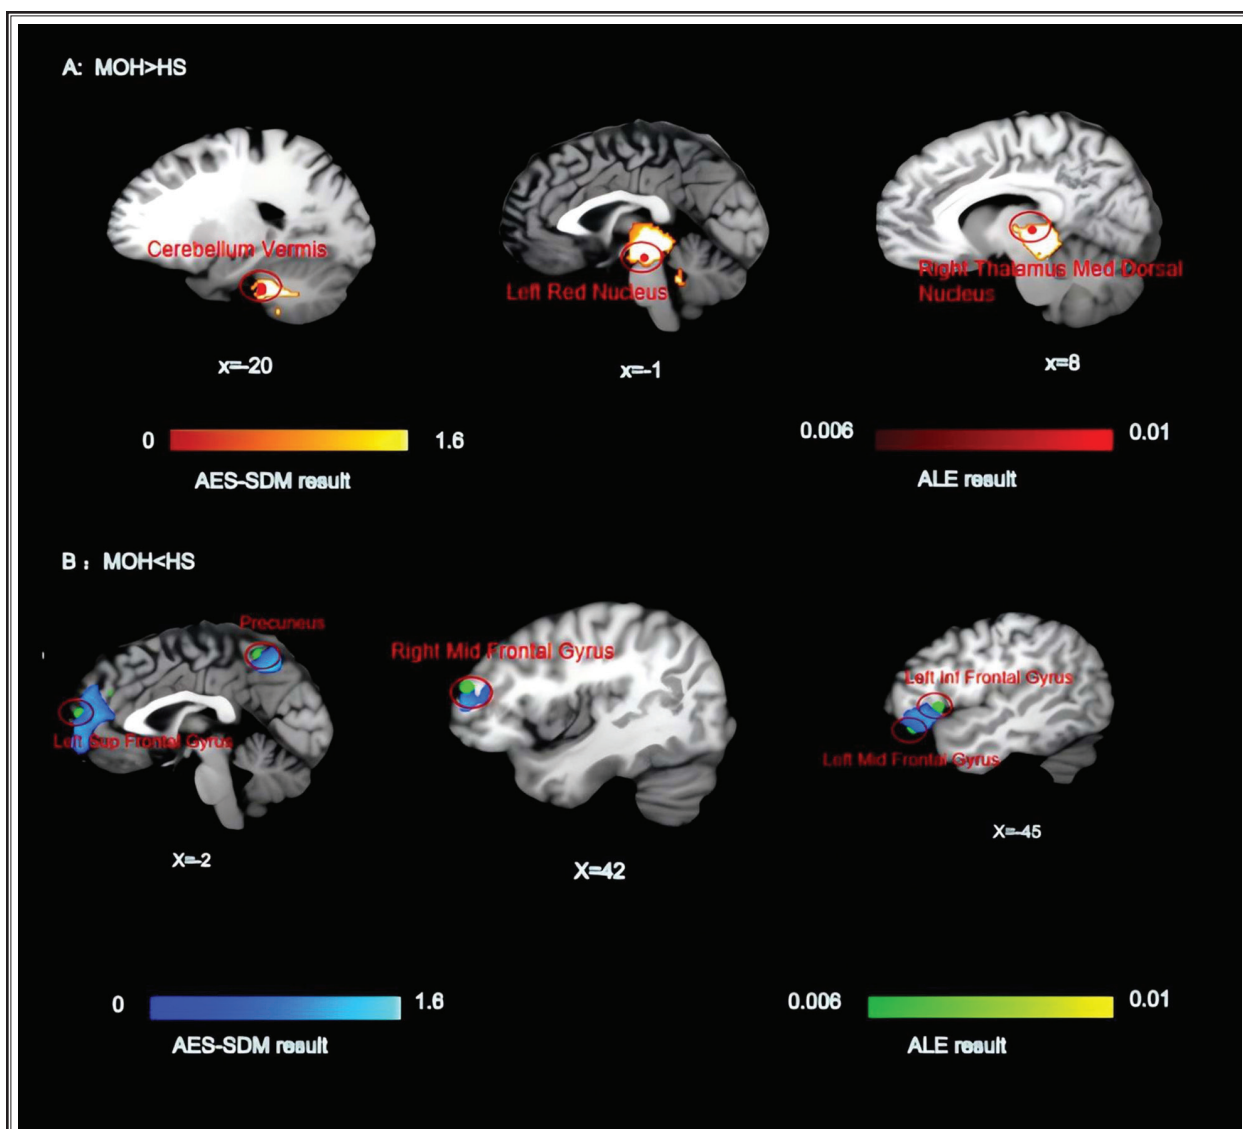 A: MOH>HS
Cerebellum Vermis
Left Red Nucleus
Right Thalamus Med Dorsal
Nucleus
x=-20
x=-1
x=8
0
1.6
AES-SDM result
0.006
0.01
ALE result
B : MOH<HS
Precuneus
Left Sup Frontal Gyrus
Right Mid Frontal Gyrus
Left Inf Frontal Gyrus
Left Mid Frontal Gyrus
X=-2
X=42
X=-45
0
1.6
AES-SDM result
0.006
0.01
ALE result